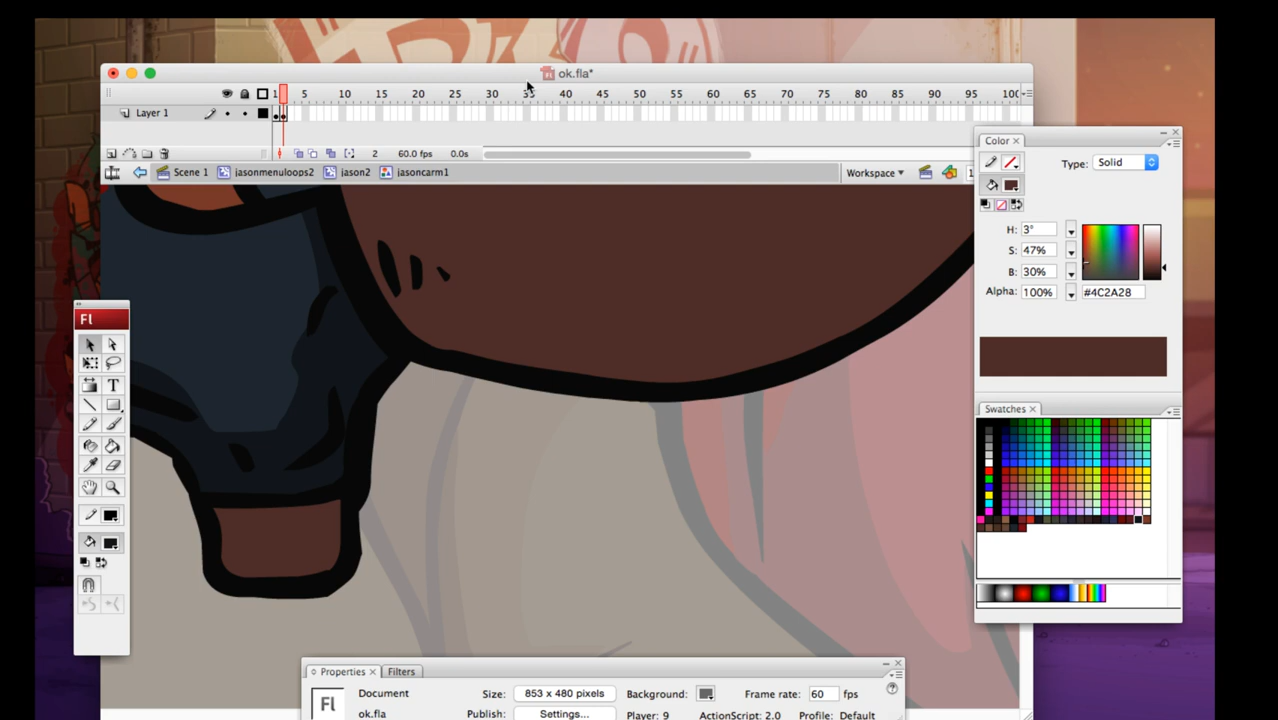 ok.fla*
1 5 10 15 20 25 30 35 40 45 50 55 60 65 70 75 80 85 90 95 100
Layer 1
2 60.0 fps 0.0s
Scene 1 jasonmenuloops2 jason2 jasoncarm1 Workspace
Color
Type: Solid
H: 3°
S: 47%
B: 30%
Alpha: 100% #4C2A28
Fl
T
Swatches
Properties Filters
Fl
Document Size: 853 x 480 pixels Background: Frame rate: 60 fps
ok.fla Publish: Settings... Player: 9 ActionScript: 2.0 Profile: Default